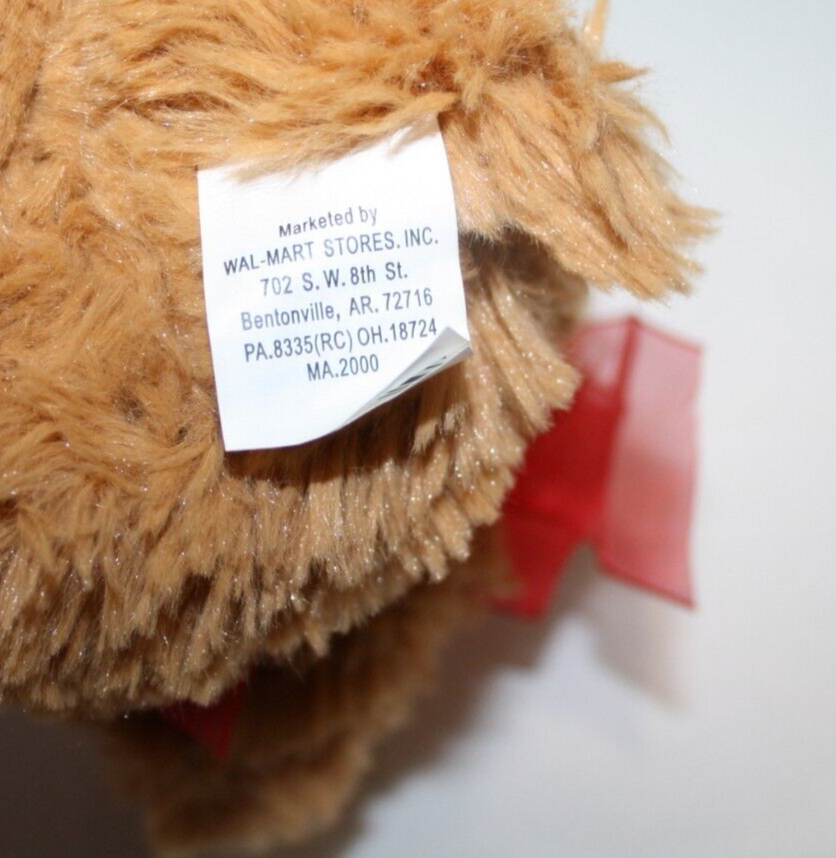 Marketed by
WAL-MART STORES. INC.
702 S.W. 8th St.
Bentonville, AR. 72716
PA.8335(RC) OH.18724
MA.2000